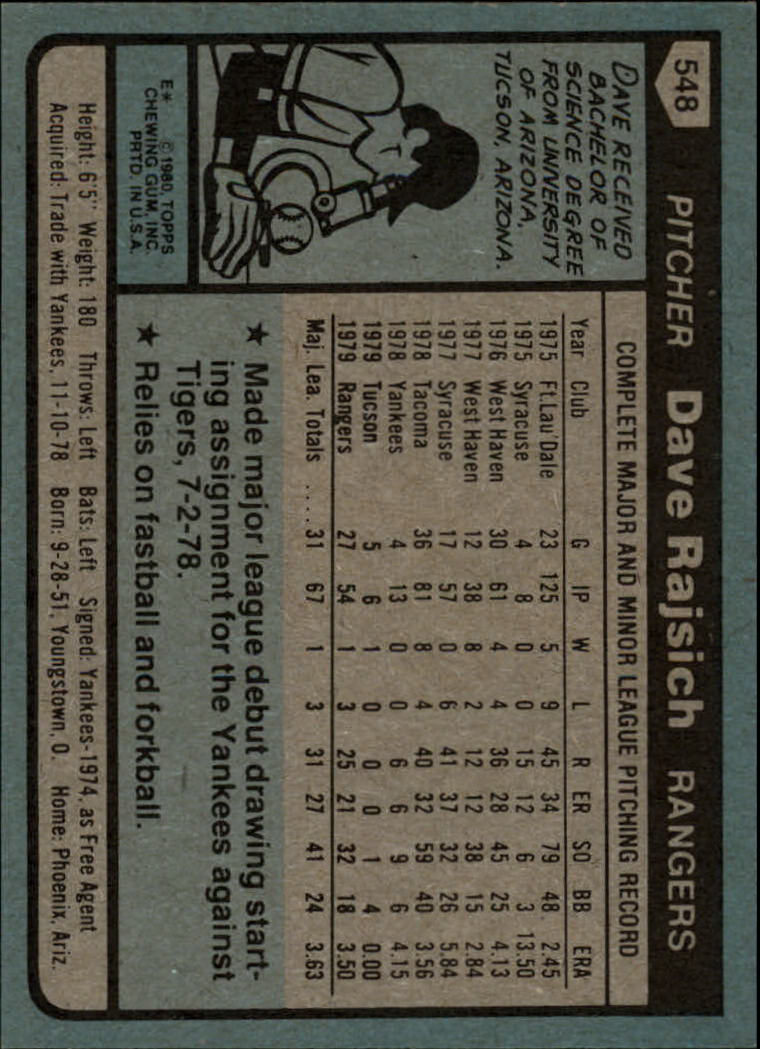 548 PITCHER Dave Rajsich RANGERS
DAVE RECEIVED
BACHELOR OF
SCIENCE DEGREE
FROM UNIVERSITY
OF ARIZONA,
TUCSON, ARIZONA.
E* ©1980, TOPPS
CHEWING GUM, INC.
PRTD. IN U.S.A.
COMPLETE MAJOR AND MINOR LEAGUE PITCHING RECORD
Year Club G IP W L R ER SO BB ERA
1975 Ft.Lau'Dale 23 125 5 9 45 34 79 48 2.45
1975 Syracuse 4 8 0 0 15 12 6 3 13.50
1976 West Haven 30 61 4 4 36 28 45 25 4.13
1977 West Haven 12 38 8 2 12 12 38 15 2.84
1977 Syracuse 17 57 0 6 41 37 32 26 5.84
1978 Tacoma 36 81 8 4 40 32 59 40 3.56
1978 Yankees 4 13 0 0 6 6 9 6 4.15
1979 Tucson 5 6 1 0 0 0 1 4 0.00
1979 Rangers 27 54 1 3 25 21 32 18 3.50
Maj. Lea. Totals ....31 67 1 3 31 27 41 24 3.63
★ Made major league debut drawing start-
ing assignment for the Yankees against
Tigers, 7-2-78.
★ Relies on fastball and forkball.
Height: 6'5" Weight: 180 Throws: Left Bats: Left Signed: Yankees-1974, as Free Agent
Acquired: Trade with Yankees, 11-10-78 Born: 9-28-51, Youngstown, O. Home: Phoenix, Ariz.